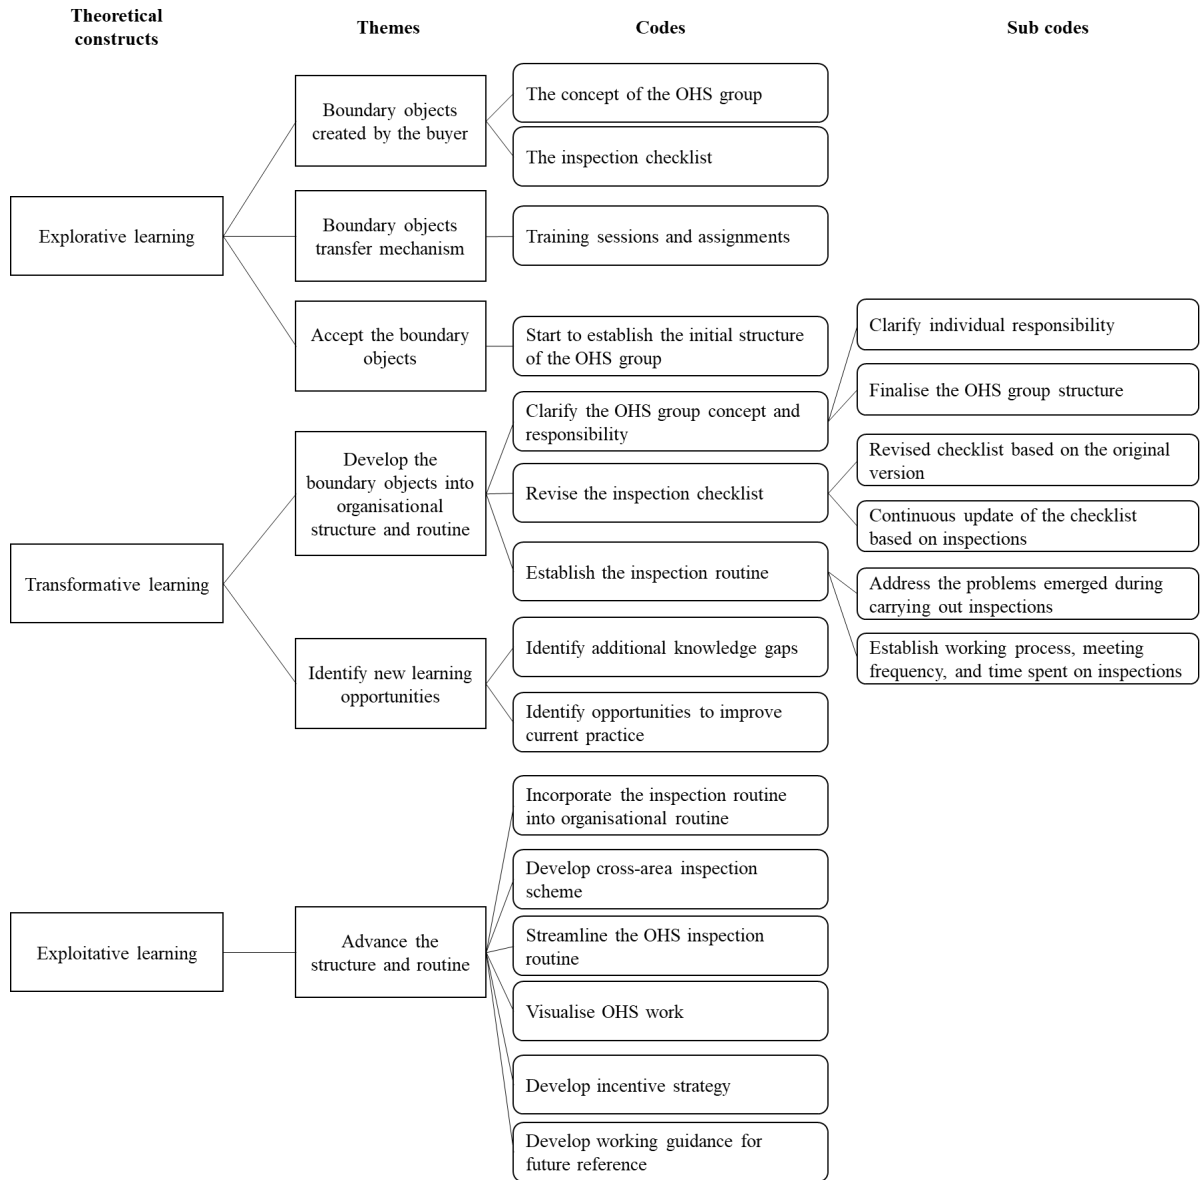 Theoretical
constructs
Themes
Codes
Sub codes
Explorative learning
Boundary objects
created by the buyer
The concept of the OHS group
The inspection checklist
Boundary objects
transfer mechanism
Training sessions and assignments
Accept the boundary
objects
Start to establish the initial structure
of the OHS group
Transformative learning
Develop the
boundary objects into
organisational
structure and routine
Clarify the OHS group concept and
responsibility
Clarify individual responsibility
Finalise the OHS group structure
Revise the inspection checklist
Revised checklist based on the original
version
Continuous update of the checklist
based on inspections
Establish the inspection routine
Address the problems emerged during
carrying out inspections
Establish working process, meeting
frequency, and time spent on inspections
Identify new learning
opportunities
Identify additional knowledge gaps
Identify opportunities to improve
current practice
Exploitative learning
Advance the
structure and routine
Incorporate the inspection routine
into organisational routine
Develop cross-area inspection
scheme
Streamline the OHS inspection
routine
Visualise OHS work
Develop incentive strategy
Develop working guidance for
future reference